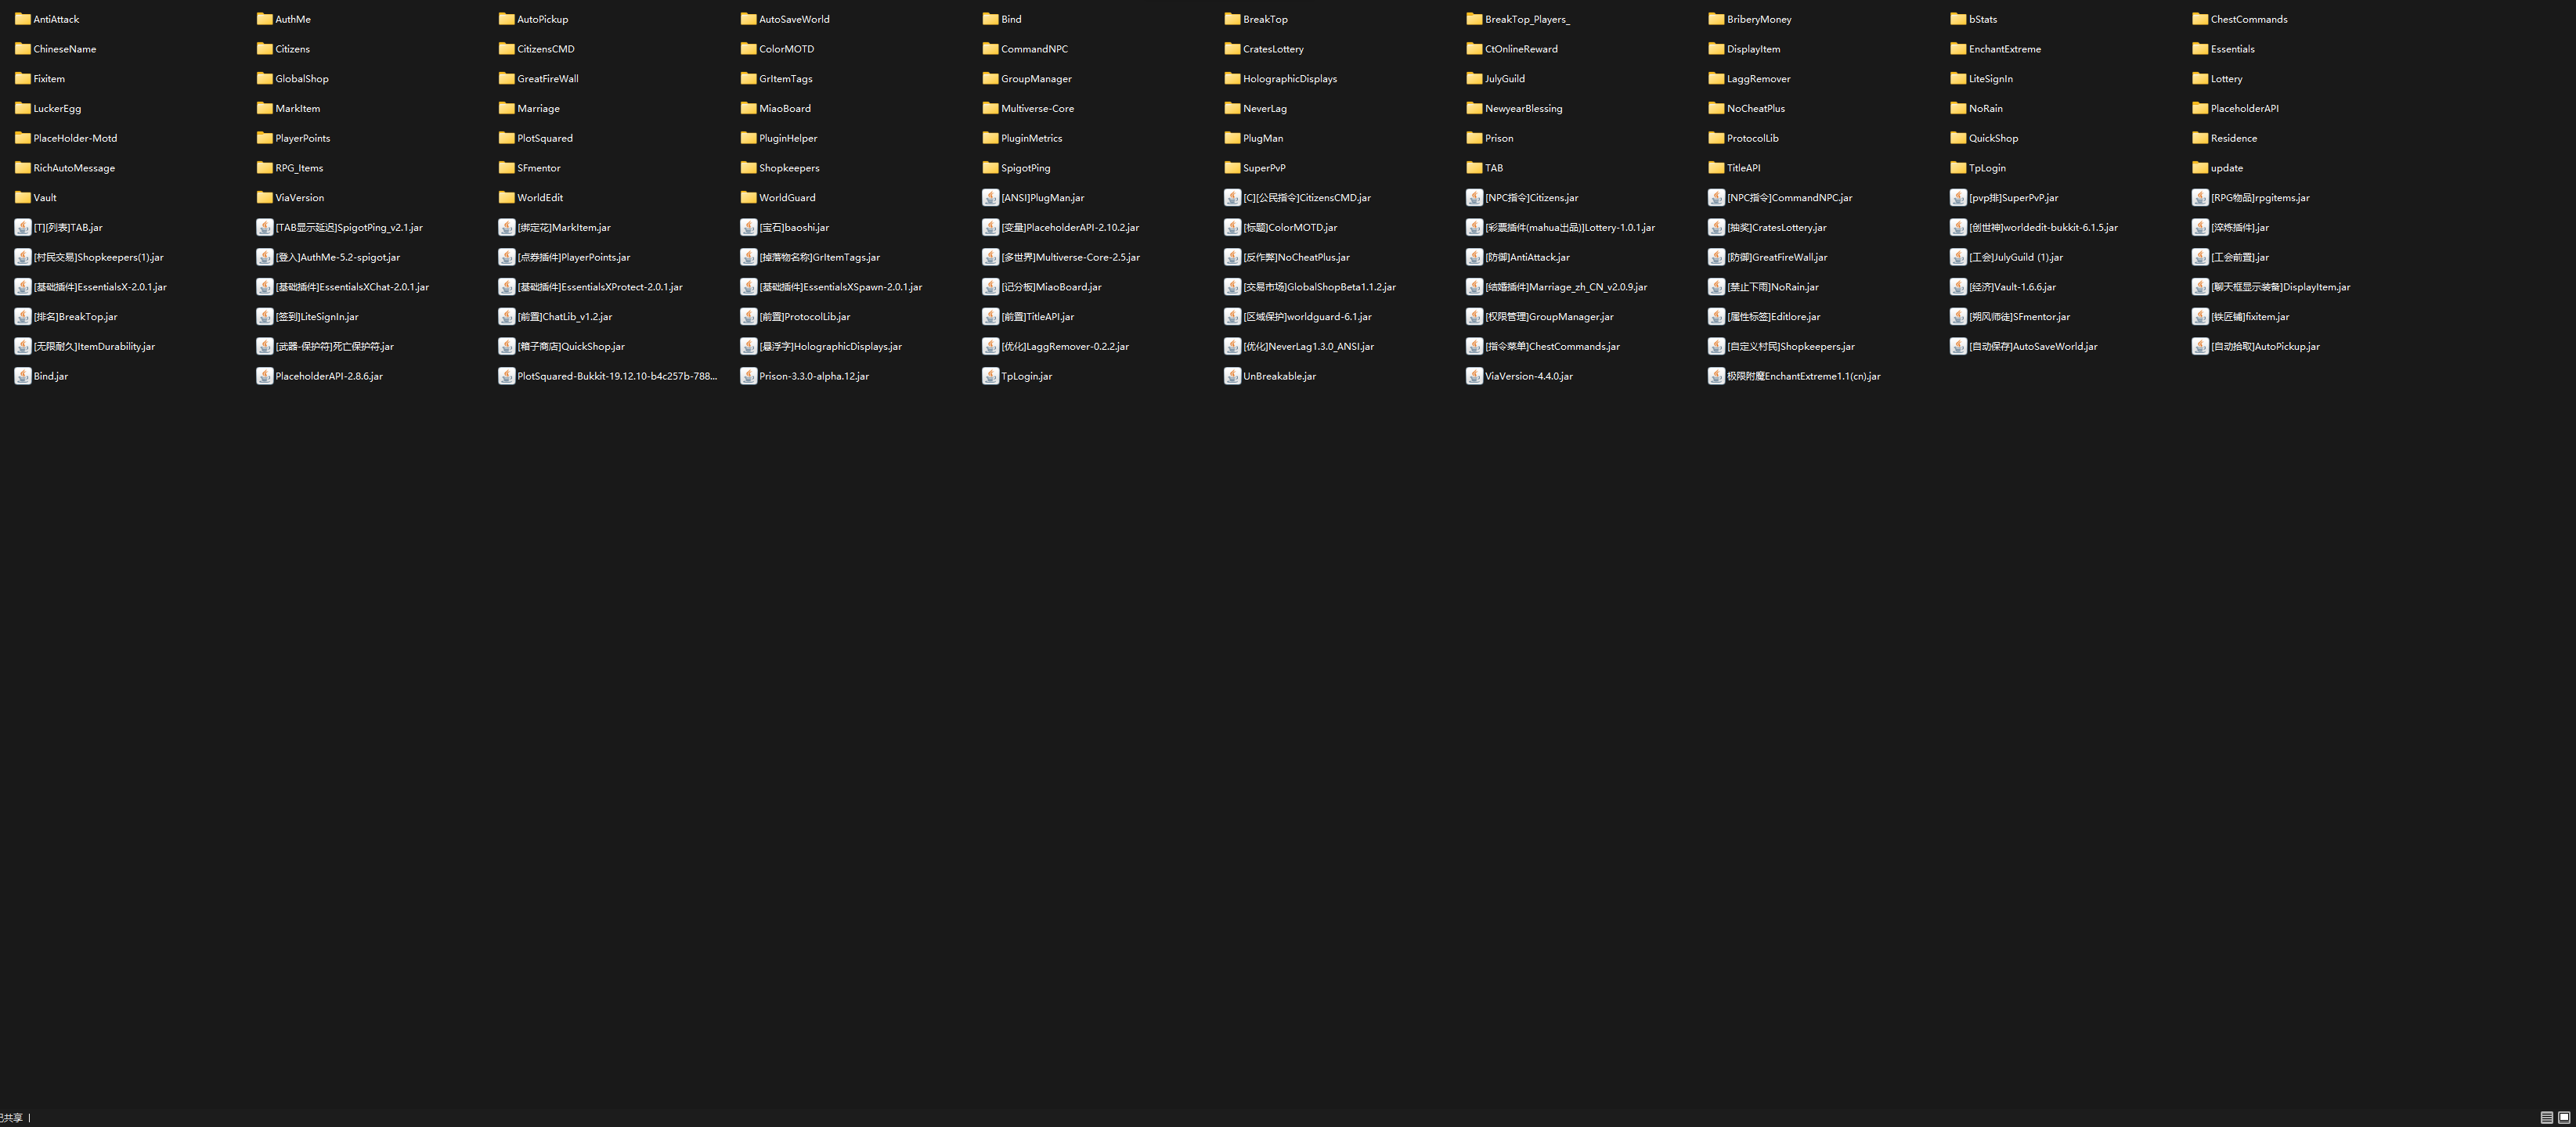 AntiAttack AuthMe AutoPickup AutoSaveWorld Bind BreakTop BreakTop_Players_ BriberyMoney bStats ChestCommands
ChineseName Citizens CitizensCMD ColorMOTD CommandNPC CratesLottery CtOnlineReward DisplayItem EnchantExtreme Essentials
Fixitem GlobalShop GreatFireWall GrItemTags GroupManager HolographicDisplays JulyGuild LaggRemover LiteSignIn Lottery
LuckerEgg MarkItem Marriage MiaoBoard Multiverse-Core NeverLag NewyearBlessing NoCheatPlus NoRain PlaceholderAPI
PlaceHolder-Motd PlayerPoints PlotSquared PluginHelper PluginMetrics PlugMan Prison ProtocolLib QuickShop Residence
RichAutoMessage RPG_Items SFmentor Shopkeepers SpigotPing SuperPvP TAB TitleAPI TpLogin update
Vault ViaVersion WorldEdit WorldGuard [ANSI]PlugMan.jar [C][公民指令]CitizensCMD.jar [NPC指令]Citizens.jar [NPC指令]CommandNPC.jar [pvp排]SuperPvP.jar [RPG物品]rpgitems.jar
[T][列表]TAB.jar [TAB显示延迟]SpigotPing_v2.1.jar [绑定花]MarkItem.jar [宝石]baoshi.jar [变量]PlaceholderAPI-2.10.2.jar [标题]ColorMOTD.jar [彩票插件(mahua出品)]Lottery-1.0.1.jar [抽奖]CratesLottery.jar [创世神]worldedit-bukkit-6.1.5.jar [淬炼插件].jar
[村民交易]Shopkeepers(1).jar [登入]AuthMe-5.2-spigot.jar [点券插件]PlayerPoints.jar [掉落物名称]GrItemTags.jar [多世界]Multiverse-Core-2.5.jar [反作弊]NoCheatPlus.jar [防御]AntiAttack.jar [防御]GreatFireWall.jar [工会]JulyGuild (1).jar [工会前置].jar
[基础插件]EssentialsX-2.0.1.jar [基础插件]EssentialsXChat-2.0.1.jar [基础插件]EssentialsXProtect-2.0.1.jar [基础插件]EssentialsXSpawn-2.0.1.jar [记分板]MiaoBoard.jar [交易市场]GlobalShopBeta1.1.2.jar [结婚插件]Marriage_zh_CN_v2.0.9.jar [禁止下雨]NoRain.jar [经济]Vault-1.6.6.jar [聊天框显示装备]DisplayItem.jar
[排名]BreakTop.jar [签到]LiteSignIn.jar [前置]ChatLib_v1.2.jar [前置]ProtocolLib.jar [前置]TitleAPI.jar [区域保护]worldguard-6.1.jar [权限管理]GroupManager.jar [属性标签]Editlore.jar [朔风师徒]SFmentor.jar [铁匠铺]fixitem.jar
[无限耐久]ItemDurability.jar [武器-保护符]死亡保护符.jar [箱子商店]QuickShop.jar [悬浮字]HolographicDisplays.jar [优化]LaggRemover-0.2.2.jar [优化]NeverLag1.3.0_ANSI.jar [指令菜单]ChestCommands.jar [自定义村民]Shopkeepers.jar [自动保存]AutoSaveWorld.jar [自动拾取]AutoPickup.jar
Bind.jar PlaceholderAPI-2.8.6.jar PlotSquared-Bukkit-19.12.10-b4c257b-788... Prison-3.3.0-alpha.12.jar TpLogin.jar UnBreakable.jar ViaVersion-4.4.0.jar 极限附魔EnchantExtreme1.1(cn).jar
共享